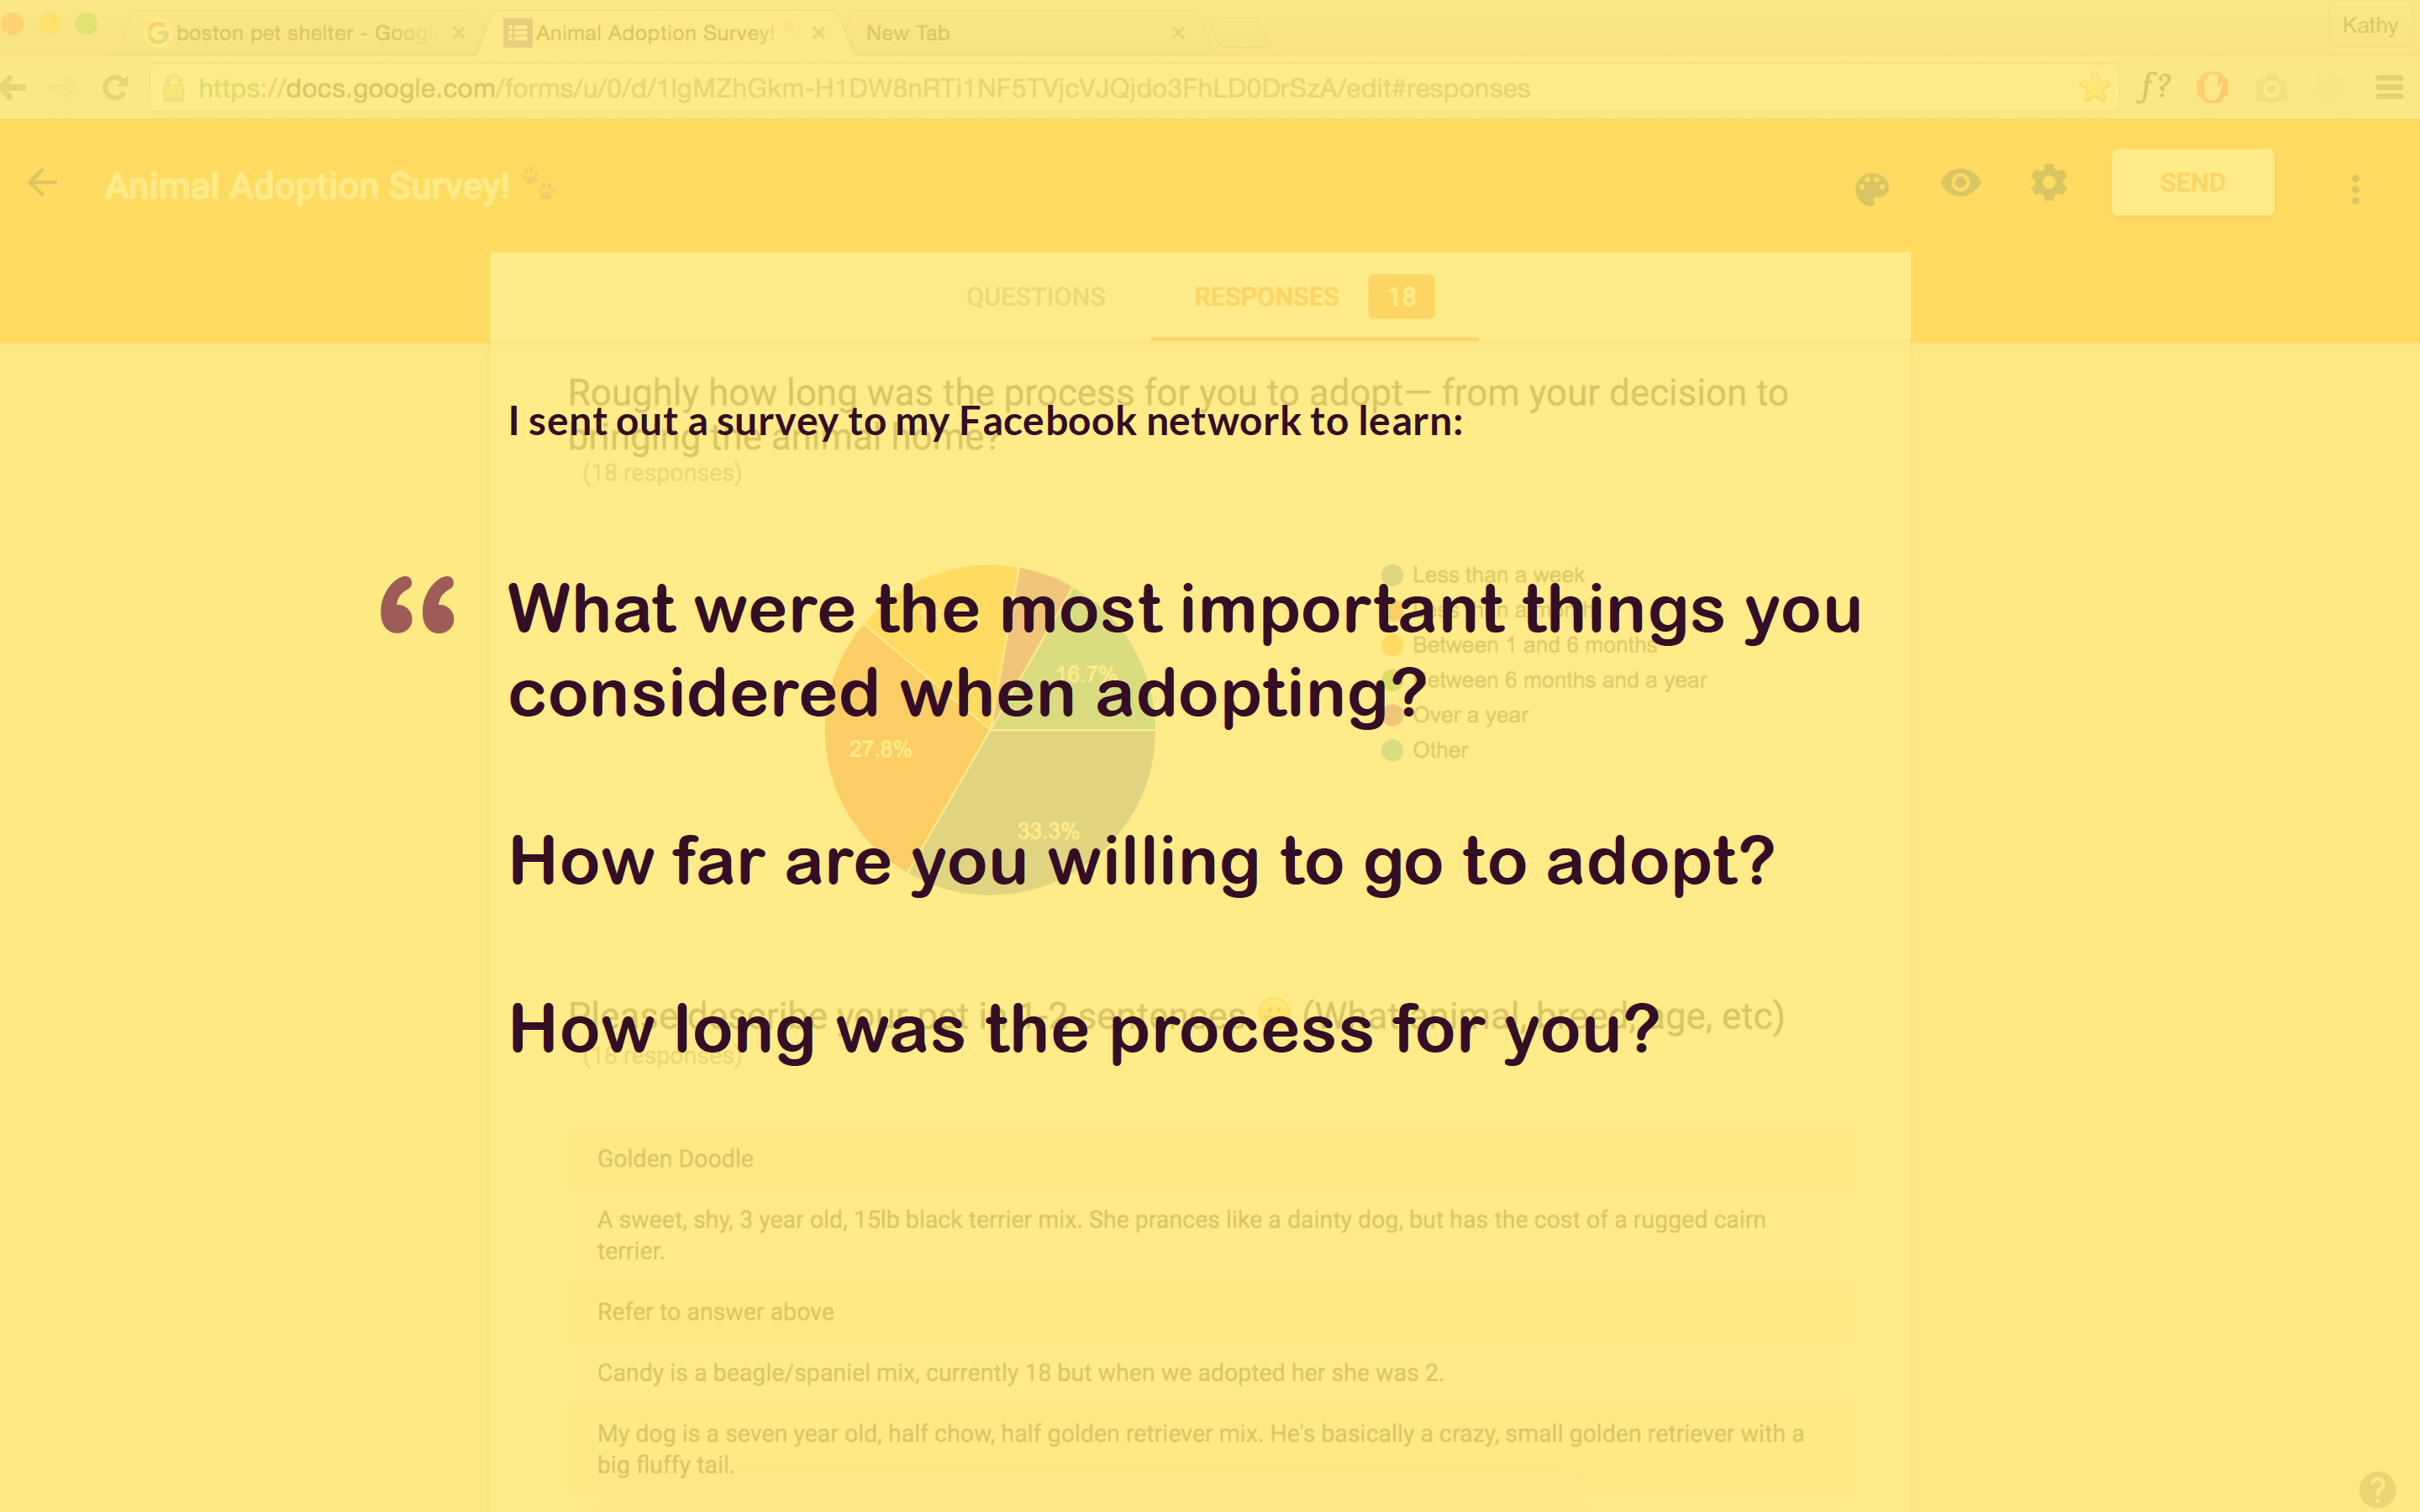 boston pet shelter - Googl
Animal Adoption Survey!
New Tab
Kathy
https://docs.google.com/forms/u/0/d/1lgMZhGkm-H1DW8nRTi1NF5TVjcVJQjdo3FhLD0DrSzA/edit#responses
f?
Animal Adoption Survey! 🐾
SEND
QUESTIONS
RESPONSES 18
Roughly how long was the process for you to adopt— from your decision to
bringing the animal home?
(18 responses)
I sent out a survey to my Facebook network to learn:
“ What were the most important things you
considered when adopting?
How far are you willing to go to adopt?
How long was the process for you?
Less than a week
Less than a month
Between 1 and 6 months
Between 6 months and a year
Over a year
Other
16.7%
27.8%
33.3%
Please describe your pet in 1-2 sentences 🙂 (What animal, breed, age, etc)
(18 responses)
Golden Doodle
A sweet, shy, 3 year old, 15lb black terrier mix. She prances like a dainty dog, but has the cost of a rugged cairn
terrier.
Refer to answer above
Candy is a beagle/spaniel mix, currently 18 but when we adopted her she was 2.
My dog is a seven year old, half chow, half golden retriever mix. He's basically a crazy, small golden retriever with a
big fluffy tail.
?